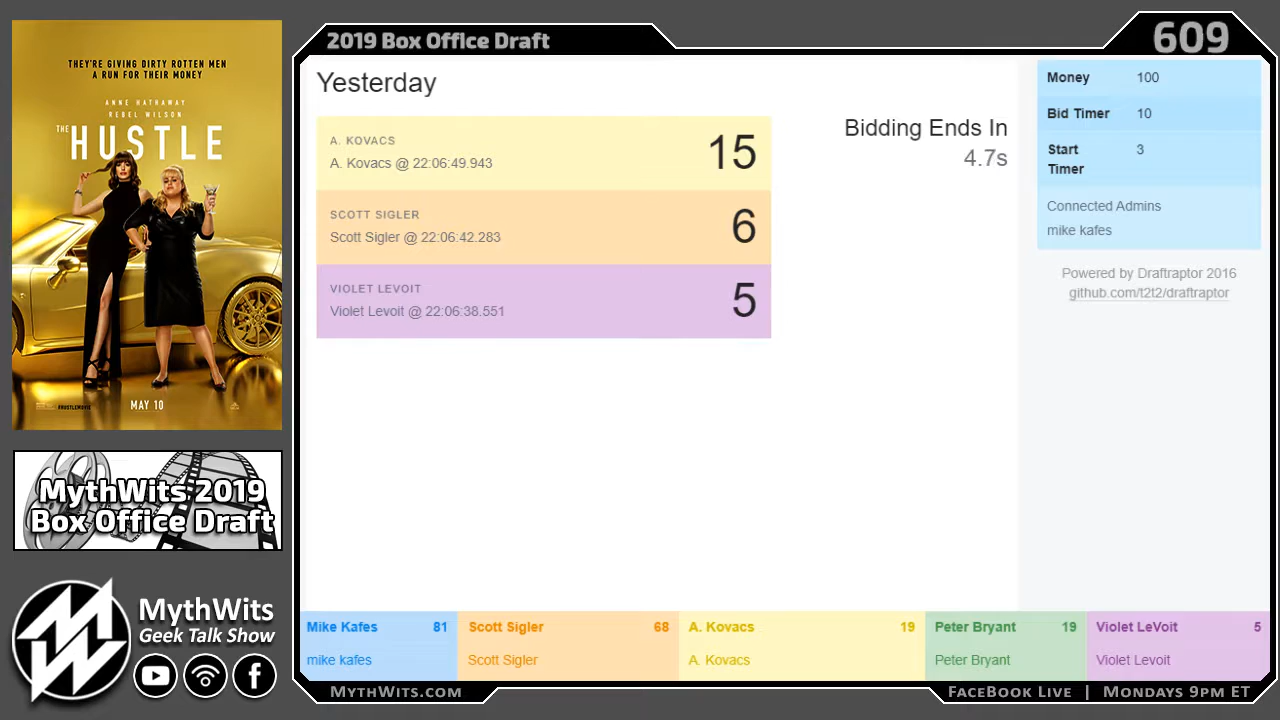 THEY'RE GIVING DIRTY ROTTEN MEN
A RUN FOR THEIR MONEY
ANNE HATHAWAY
REBEL WILSON
THE HUSTLE
#HUSTLEMOVIE
MAY 10
MythWits 2019
Box Office Draft
MythWits
Geek Talk Show
2019 Box Office Draft
609
Yesterday
A. KOVACS
A. Kovacs @ 22:06:49.943
15
SCOTT SIGLER
Scott Sigler @ 22:06:42.283
6
VIOLET LEVOIT
Violet Levoit @ 22:06:38.551
5
Bidding Ends In
4.7s
Money 100
Bid Timer 10
Start Timer 3
Connected Admins
mike kafes
Powered by Draftraptor 2016
github.com/t2t2/draftraptor
Mike Kafes 81
mike kafes
Scott Sigler 68
Scott Sigler
A. Kovacs 19
A. Kovacs
Peter Bryant 19
Peter Bryant
Violet LeVoit 5
Violet Levoit
MythWits.com
FaceBook Live | Mondays 9pm ET